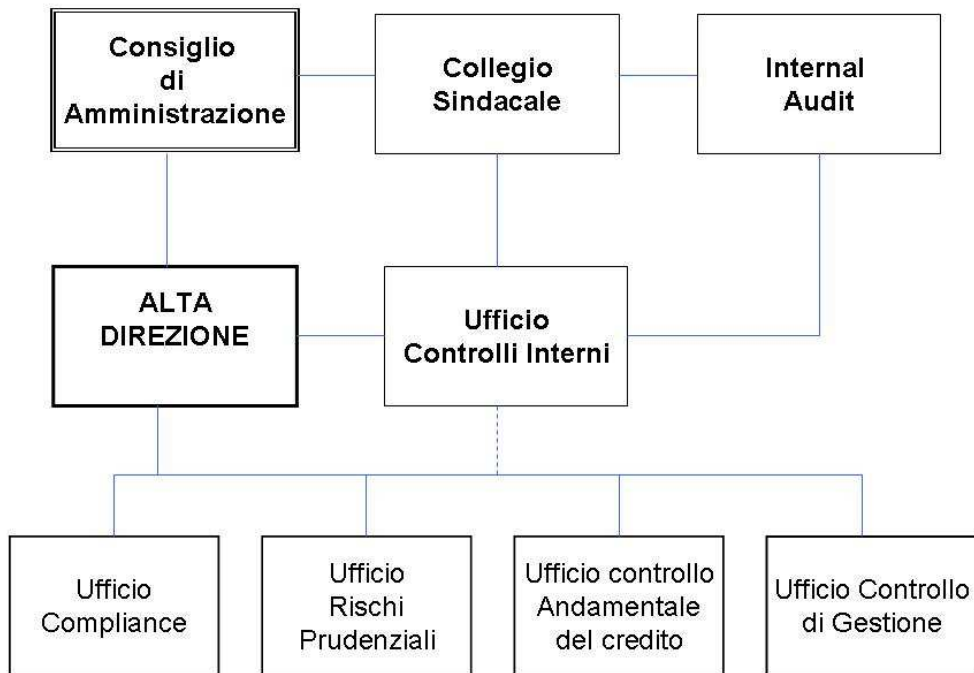 Consiglio
di
Amministrazione
Collegio
Sindacale
Internal
Audit
ALTA
DIREZIONE
Ufficio
Controlli Interni
Ufficio
Compliance
Ufficio
Rischi
Prudenziali
Ufficio controllo
Andamentale
del credito
Ufficio Controllo
di Gestione